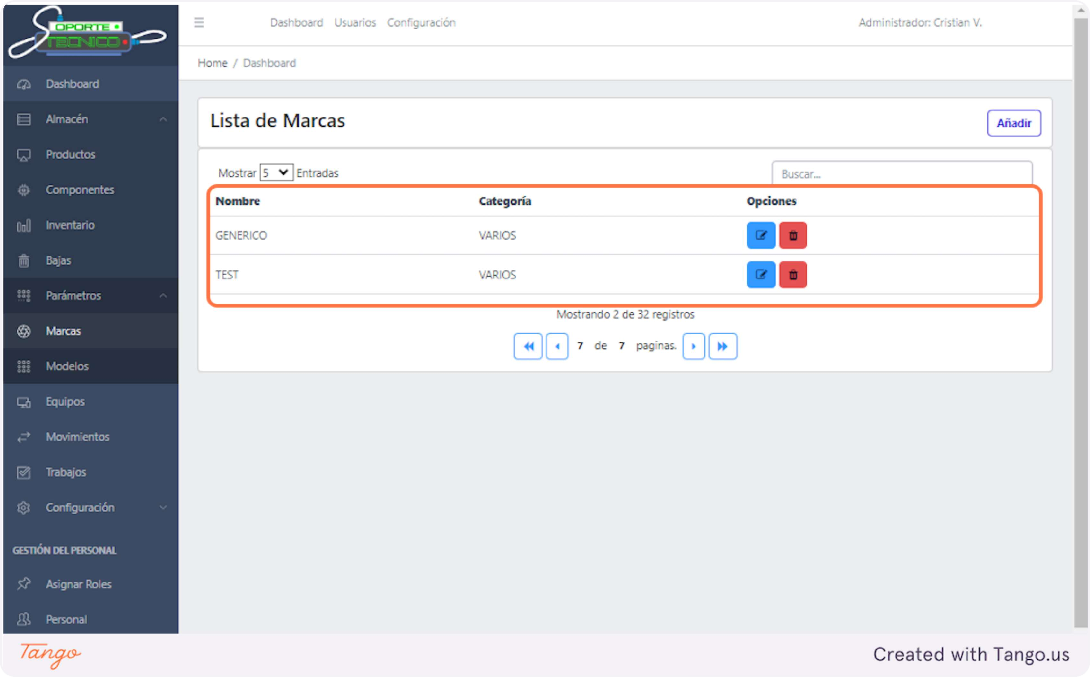 SOPORTE
TECNICO
Dashboard Usuarios Configuración
Administrador: Cristian V.
Home / Dashboard
Dashboard
Almacén
Productos
Componentes
Inventario
Bajas
Parámetros
Marcas
Modelos
Equipos
Movimientos
Trabajos
Configuración
GESTIÓN DEL PERSONAL
Asignar Roles
Personal
Lista de Marcas
Añadir
Mostrar 5 Entradas
Buscar...
Nombre Categoría Opciones
GENERICO VARIOS
TEST VARIOS
Mostrando 2 de 32 registros
7 de 7 paginas.
Tango
Created with Tango.us